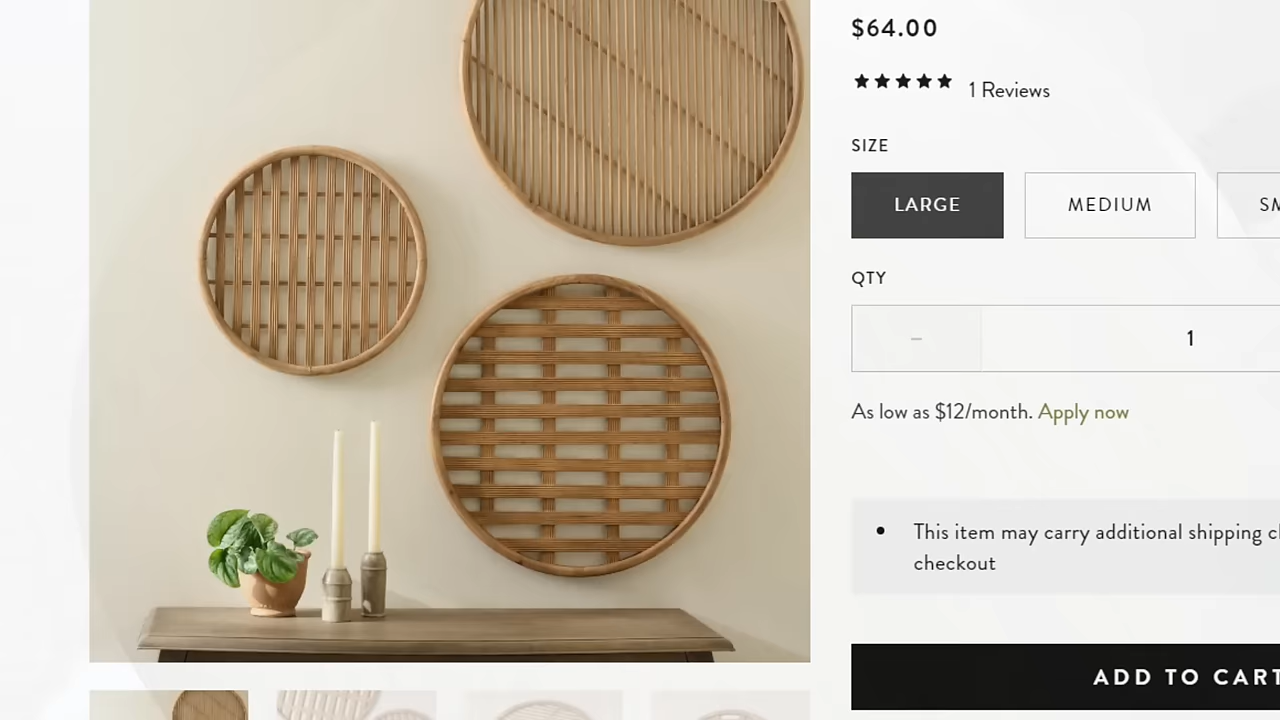 $64.00
1 Reviews
SIZE
LARGE
MEDIUM
QTY
–
1
As low as $12/month. Apply now
• This item may carry additional shipping
checkout
ADD TO CART